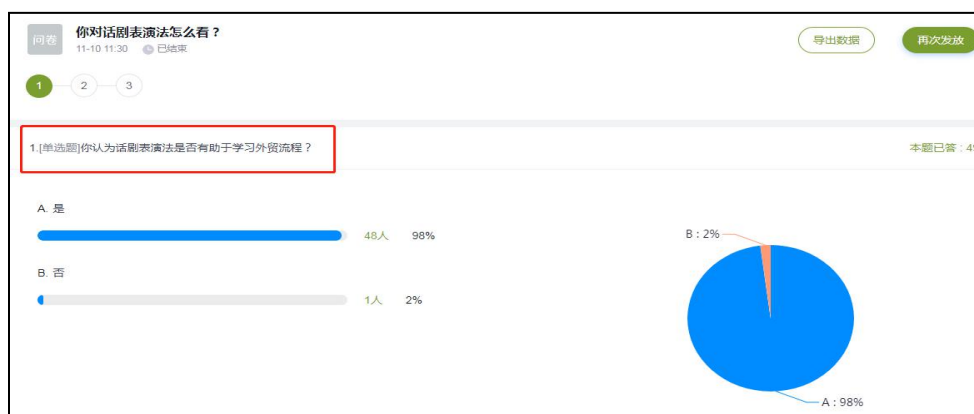 问卷
你对话剧表演法怎么看？
11-10 11:30 已结束
导出数据
再次发放
1 2 3
1.[单选题]你认为话剧表演法是否有助于学习外贸流程？
本题已答：4
A. 是
48人 98%
B. 否
1人 2%
B : 2%
A : 98%